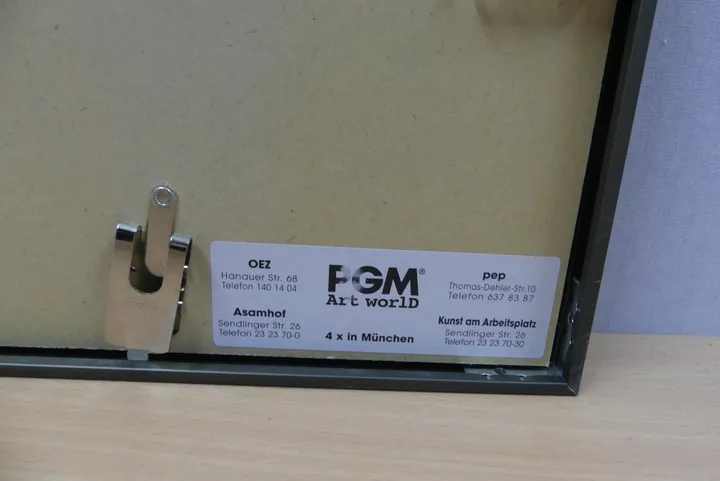 OEZ
Hanauer Str. 68
Telefon 140 14 04
Asamhof
Sendlinger Str. 26
Telefon 23 23 70-0
PGM®
Art worlD
4 x in München
pep
Thomas-Dehler-Str. 10
Telefon 637 83 87
Kunst am Arbeitsplatz
Sendlinger Str. 26
Telefon 23 23 70-30